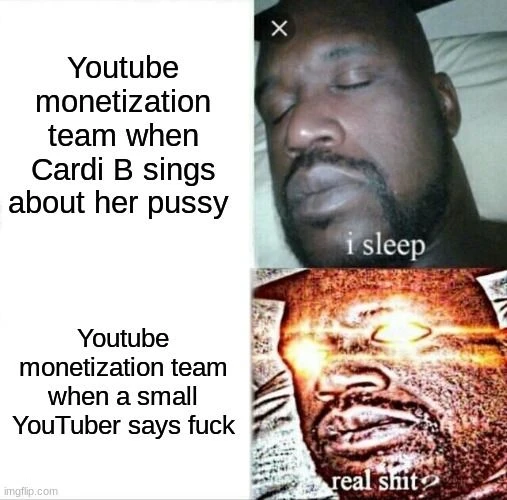 Youtube
monetization
team when
Cardi B sings
about her pussy
i sleep
Youtube
monetization team
when a small
YouTuber says fuck
real shit?
imgflip.com